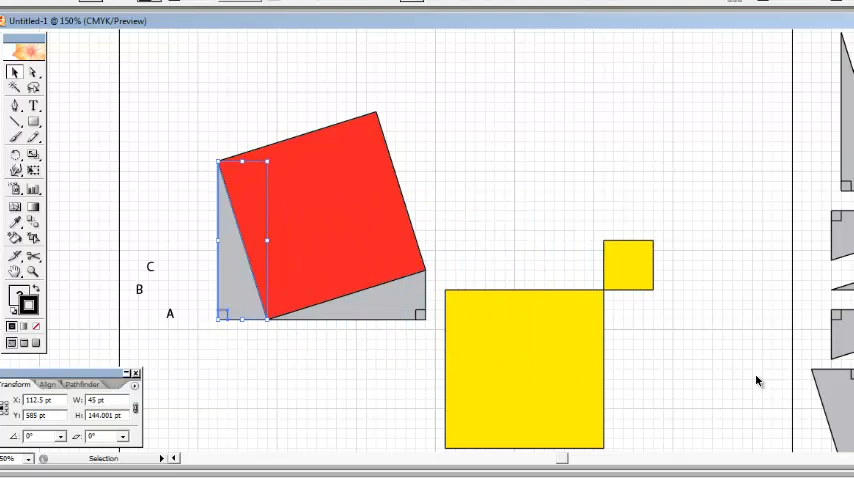 Untitled-1 @ 150% (CMYK/Preview)
T
C
B
A
?
Transform Align Pathfinder
X: 112.5 pt W: 45 pt
Y: 585 pt H: 144.001 pt
0° 0°
50% Selection